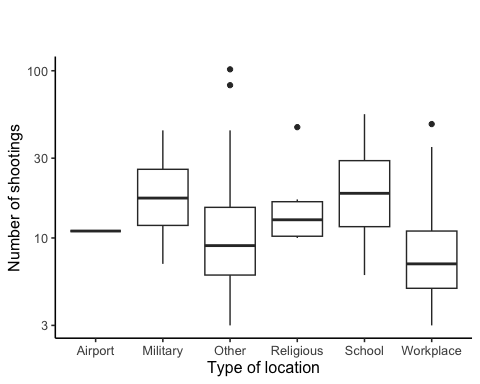 100
30
10
3
Number of shootings
Airport Military Other Religious School Workplace
Type of location